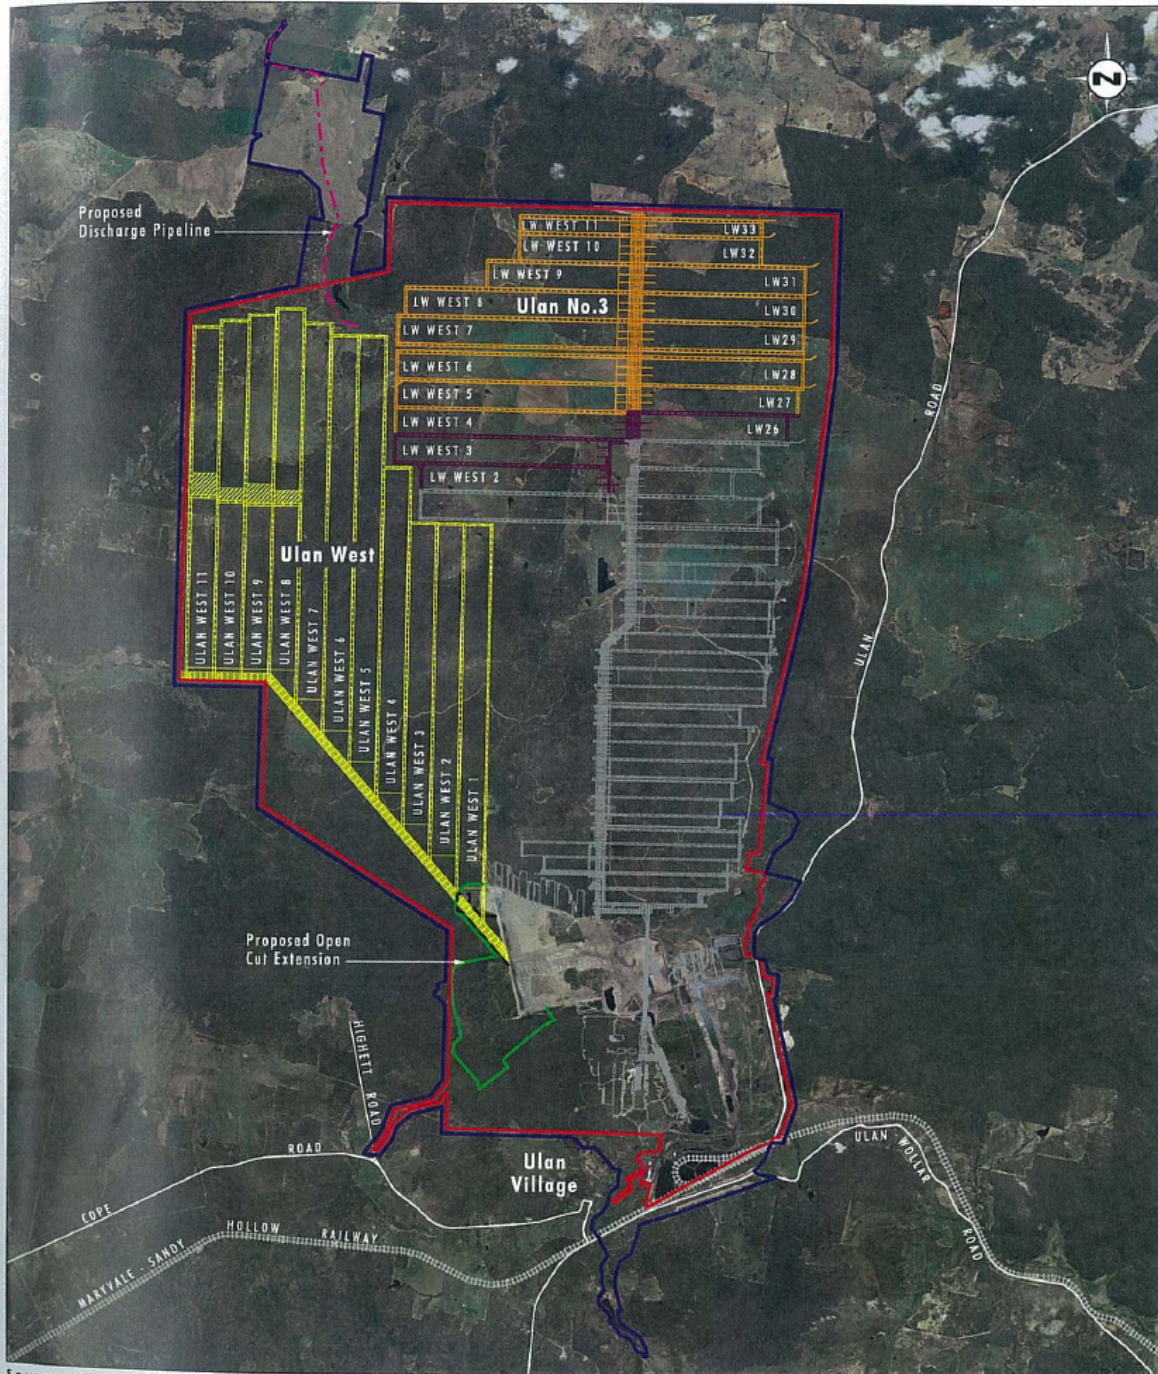 N
Proposed
Discharge Pipeline
LW WEST 11
LW33
LW WEST 10
LW32
LW WEST 9
LW31
LW WEST 8
Ulan No.3
LW30
LW WEST 7
LW29
LW WEST 6
LW28
LW WEST 5
LW27
LW WEST 4
LW26
LW WEST 3
LW WEST 2
ROAD
ULAN
Ulan West
ULAN WEST 11
ULAN WEST 10
ULAN WEST 9
ULAN WEST 8
ULAN WEST 7
ULAN WEST 6
ULAN WEST 5
ULAN WEST 4
ULAN WEST 3
ULAN WEST 2
ULAN WEST 1
Proposed Open
Cut Extension
HIGHETT ROAD
COPE ROAD
Ulan
Village
ULAN - WOLLAR ROAD
MARYVALE - SANDY HOLLOW RAILWAY